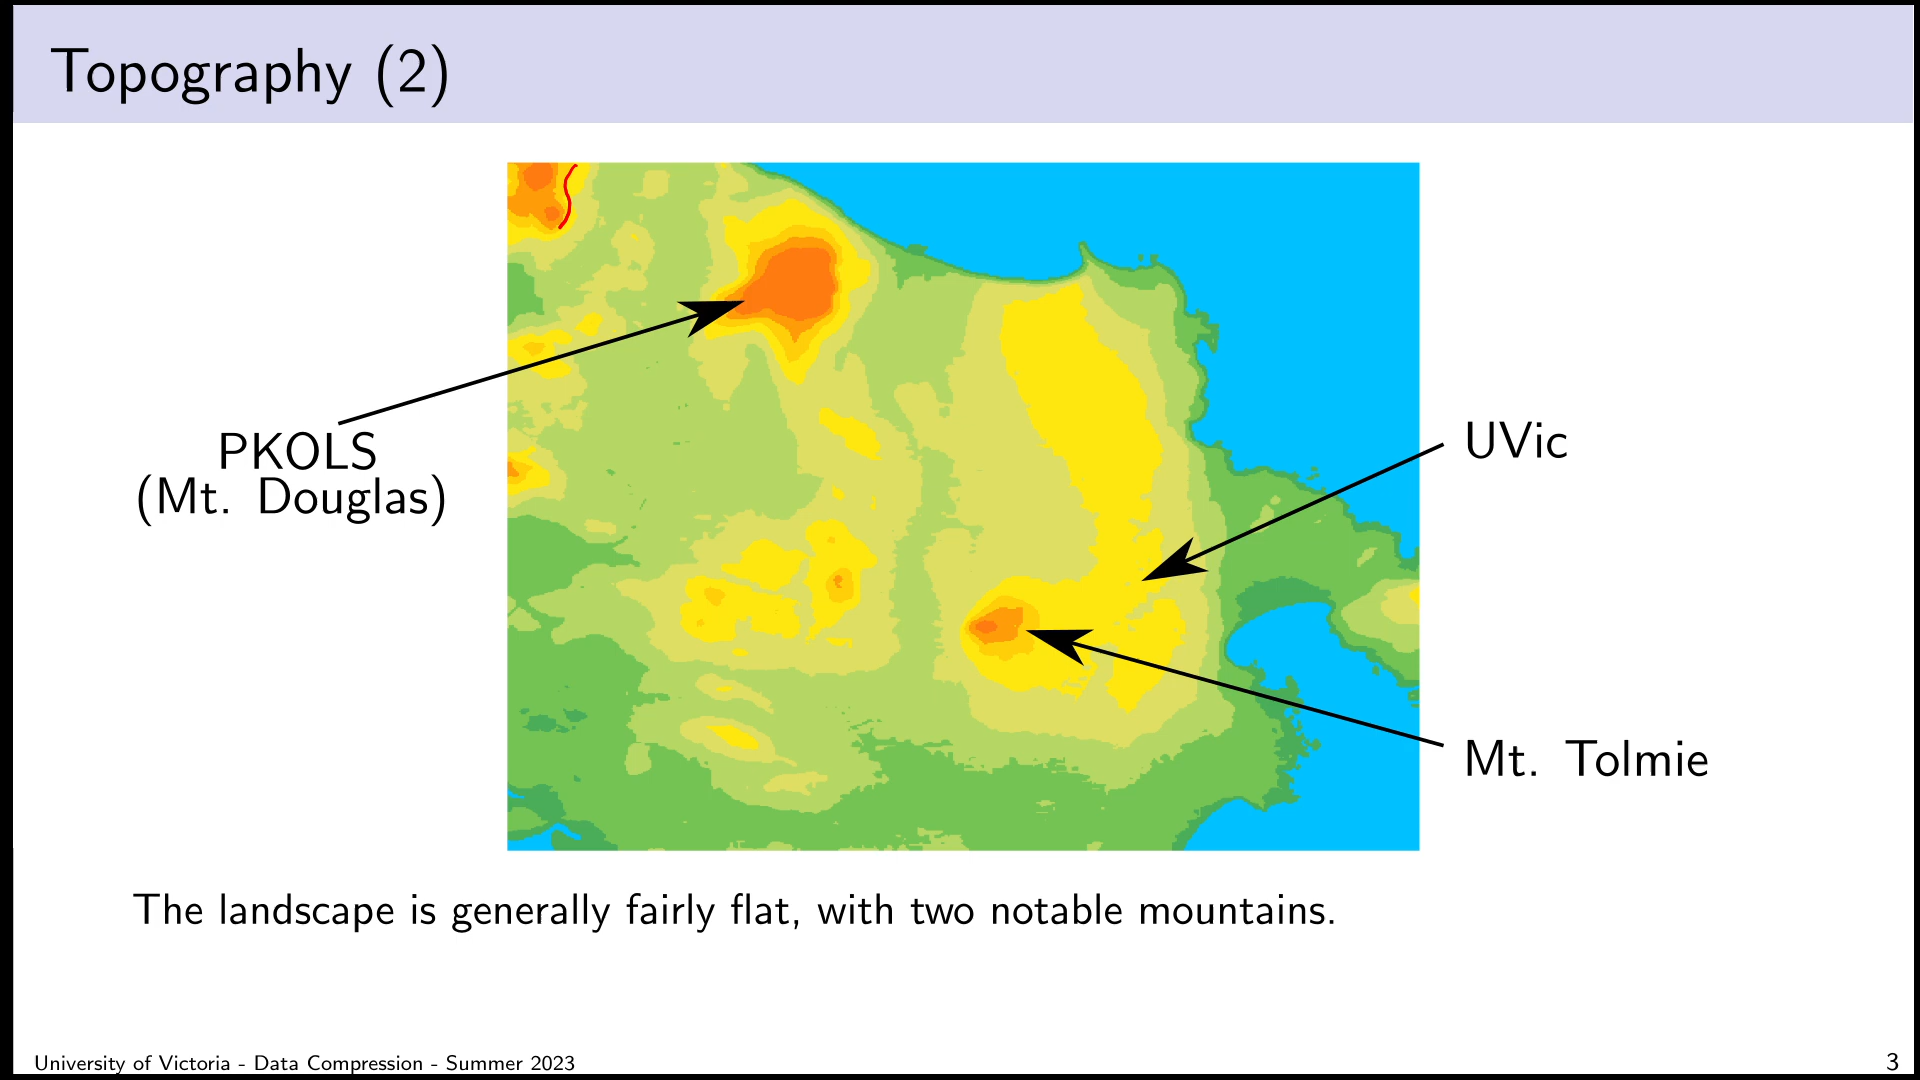 Topography (2)
PKOLS
(Mt. Douglas)
UVic
Mt. Tolmie
The landscape is generally fairly flat, with two notable mountains.
University of Victoria - Data Compression - Summer 2023
3